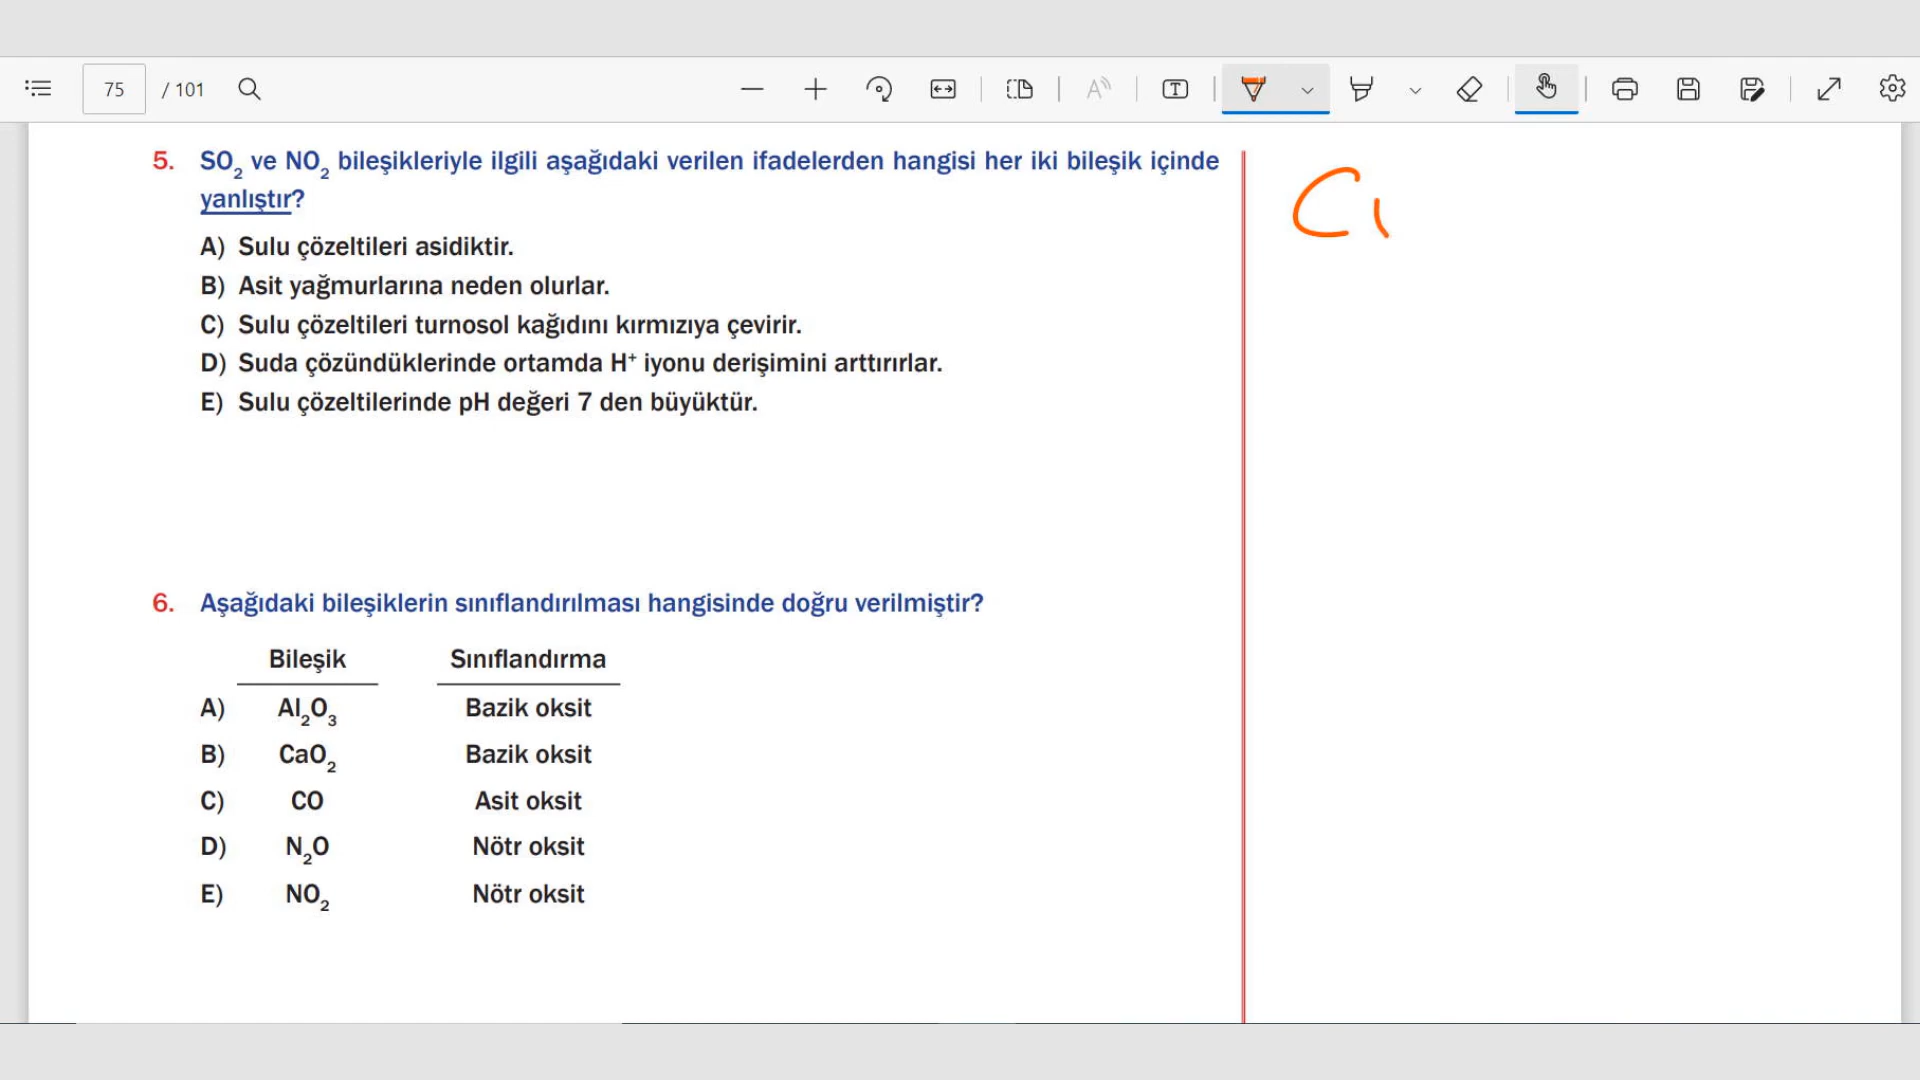 75 / 101
5. SO2 ve NO2 bileşikleriyle ilgili aşağıdaki verilen ifadelerden hangisi her iki bileşik içinde
yanlıştır?
A) Sulu çözeltileri asidiktir.
B) Asit yağmurlarına neden olurlar.
C) Sulu çözeltileri turnosol kağıdını kırmızıya çevirir.
D) Suda çözündüklerinde ortamda H+ iyonu derişimini arttırırlar.
E) Sulu çözeltilerinde pH değeri 7 den büyüktür.
6. Aşağıdaki bileşiklerin sınıflandırılması hangisinde doğru verilmiştir?
Bileşik Sınıflandırma
A) Al2O3 Bazik oksit
B) CaO2 Bazik oksit
C) CO Asit oksit
D) N2O Nötr oksit
E) NO2 Nötr oksit